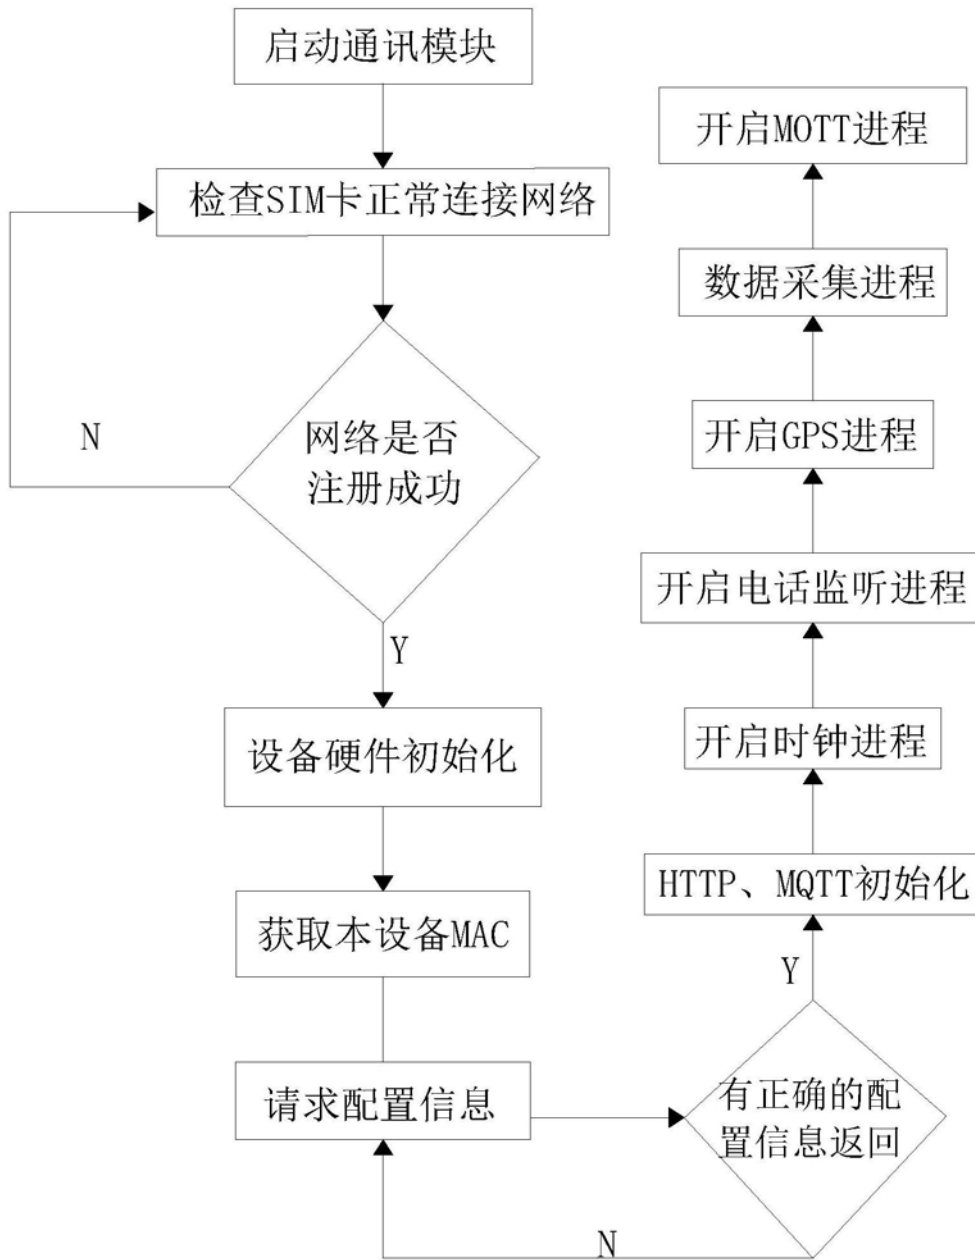 启动通讯模块
检查SIM卡正常连接网络
网络是否
注册成功
N
Y
设备硬件初始化
获取本设备MAC
请求配置信息
有正确的配
置信息返回
N
Y
HTTP、MQTT初始化
开启时钟进程
开启电话监听进程
开启GPS进程
数据采集进程
开启MOTT进程